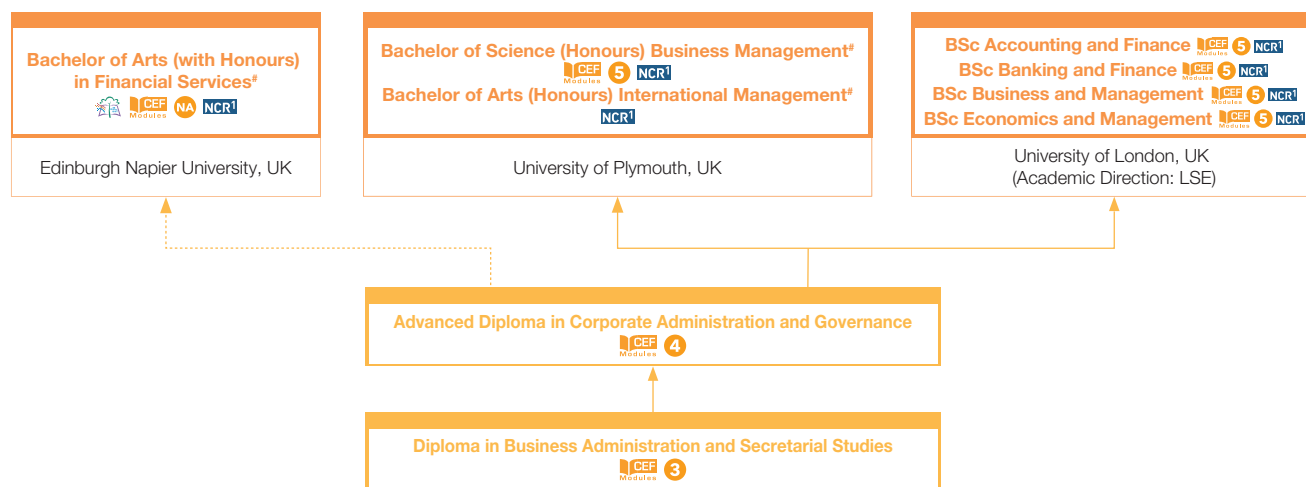 Bachelor of Arts (with Honours)
in Financial Services#
CEF Modules NA NCR1
Edinburgh Napier University, UK
Bachelor of Science (Honours) Business Management#
CEF Modules 5 NCR1
Bachelor of Arts (Honours) International Management#
NCR1
University of Plymouth, UK
BSc Accounting and Finance CEF Modules 5 NCR1
BSc Banking and Finance CEF Modules 5 NCR1
BSc Business and Management CEF Modules 5 NCR1
BSc Economics and Management CEF Modules 5 NCR1
University of London, UK
(Academic Direction: LSE)
Advanced Diploma in Corporate Administration and Governance
CEF Modules 4
Diploma in Business Administration and Secretarial Studies
CEF Modules 3